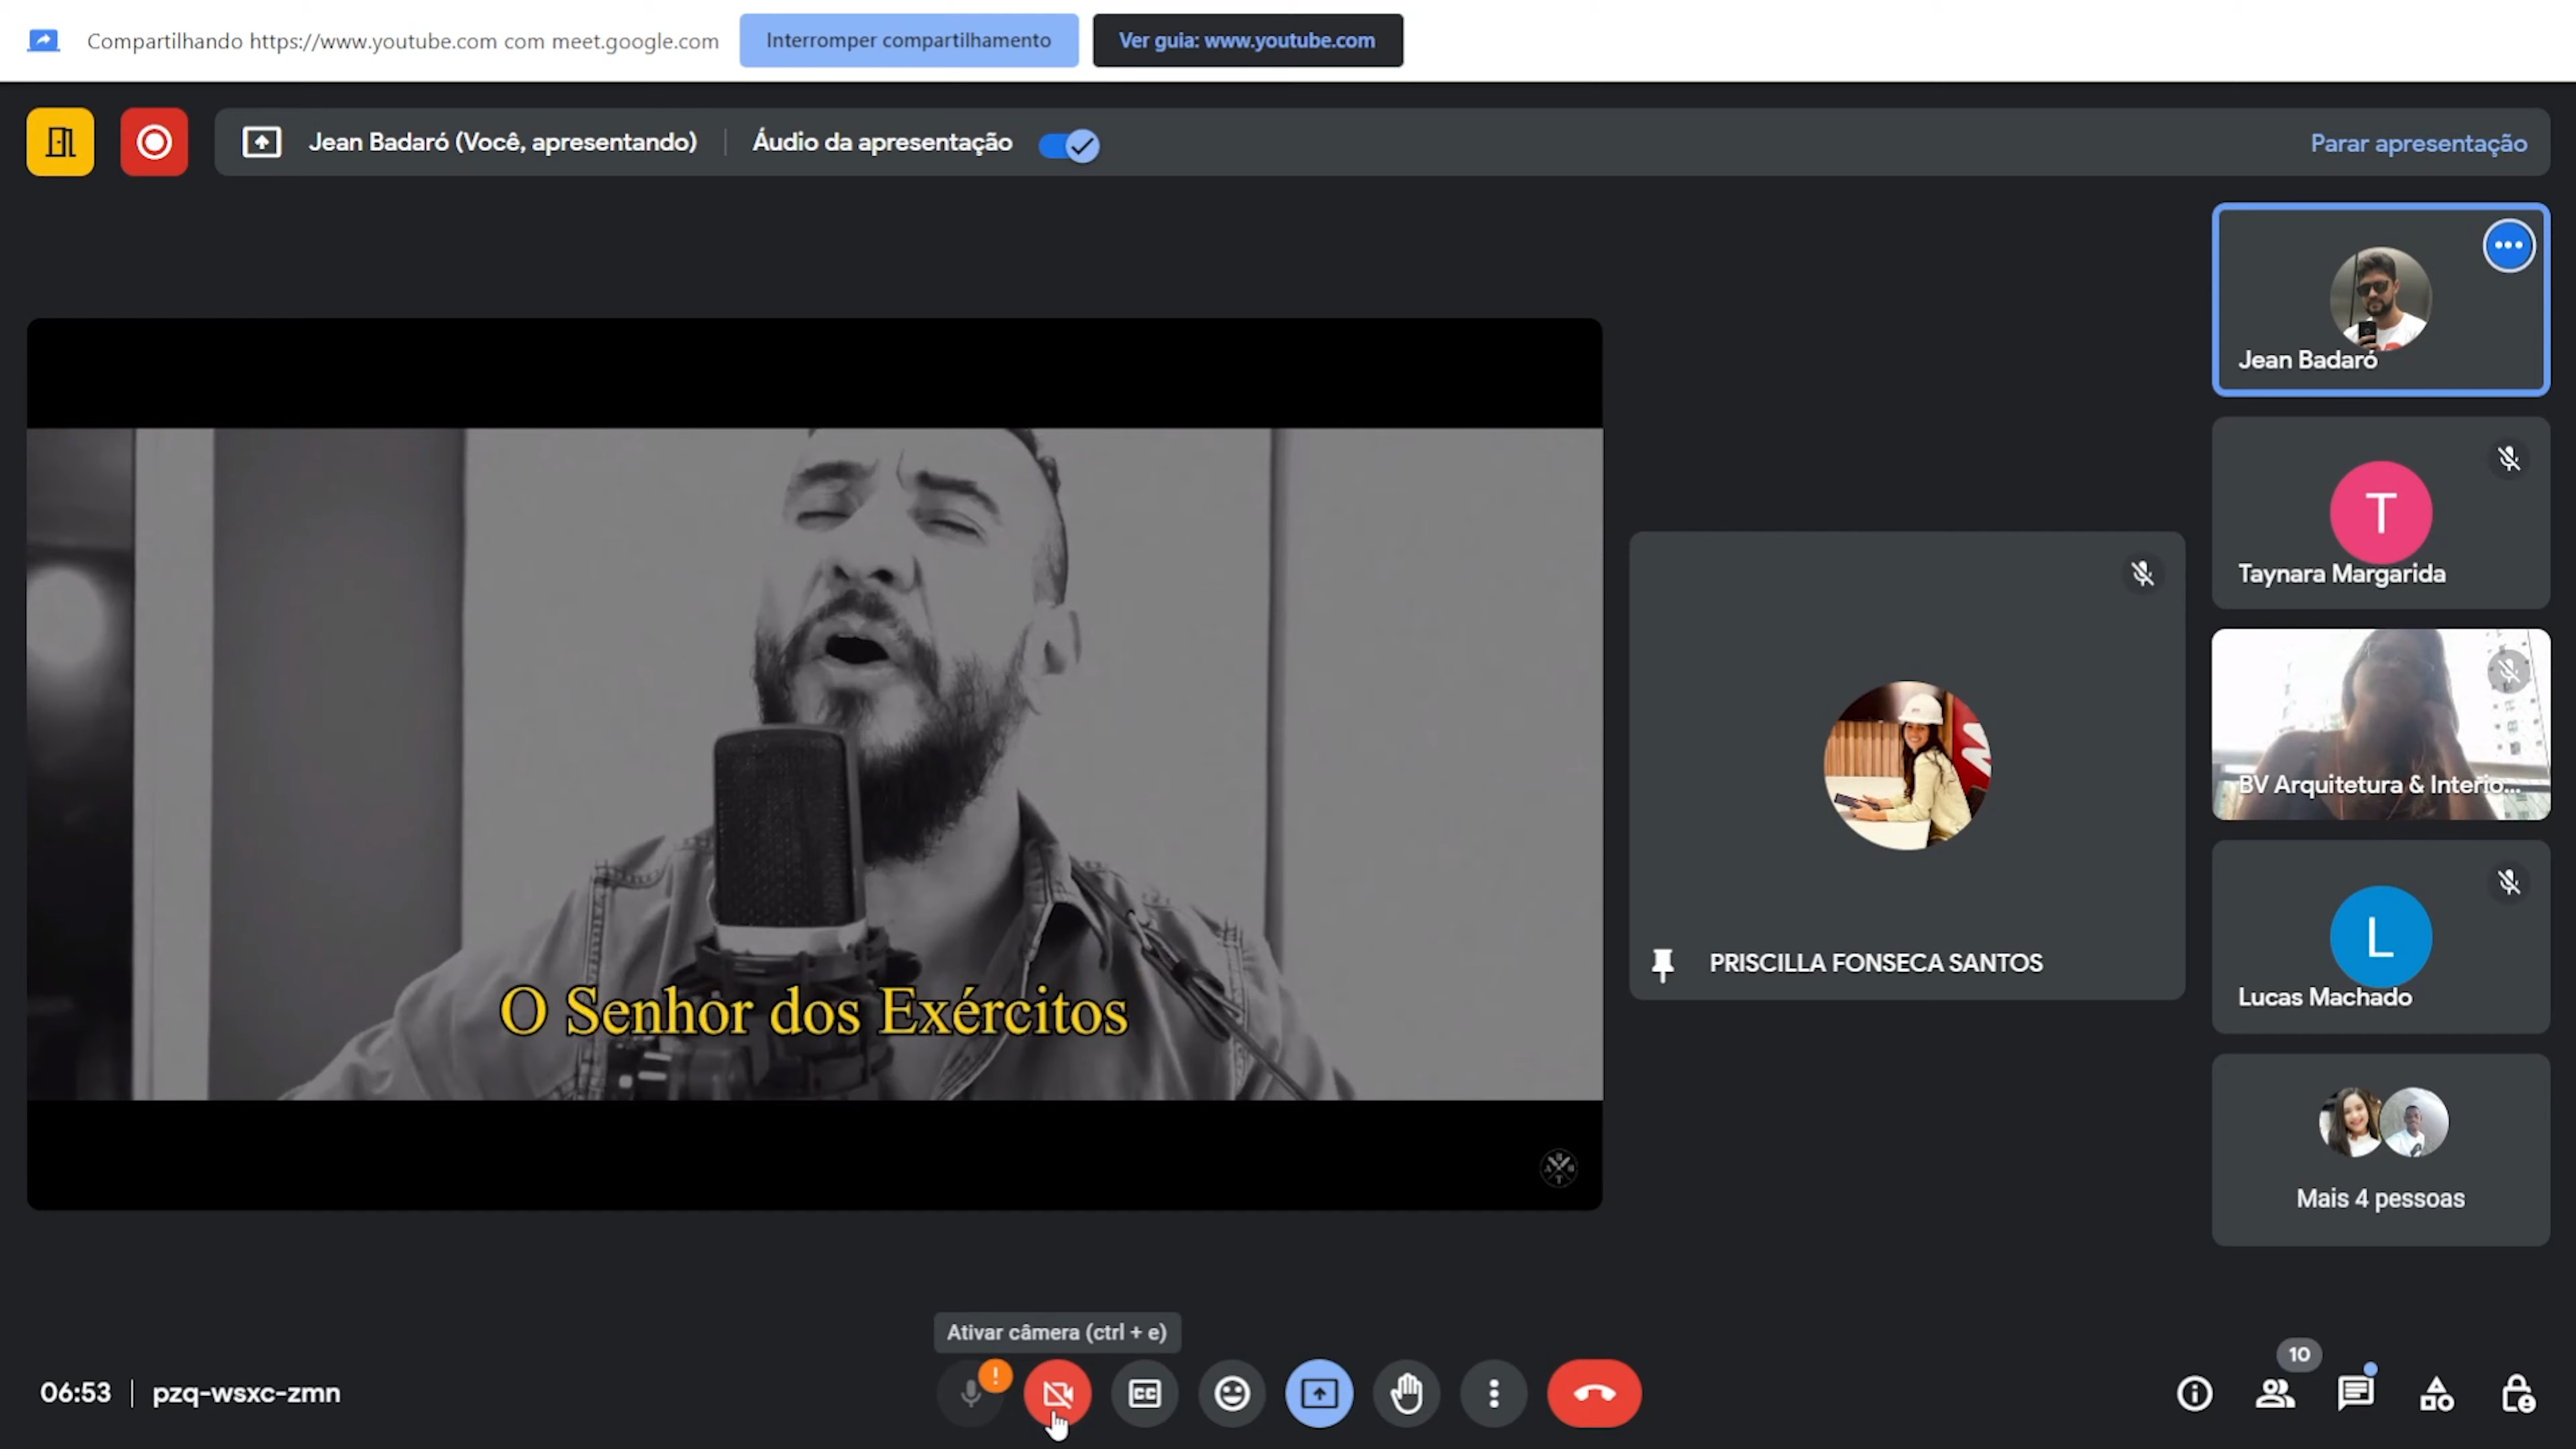 Compartilhando https://www.youtube.com com meet.google.com
Interromper compartilhamento
Ver guia: www.youtube.com
Jean Badaró (Você, apresentando)
Áudio da apresentação
Parar apresentação
Jean Badaró
T
Taynara Margarida
BV Arquitetura & Interio...
L
Lucas Machado
Mais 4 pessoas
PRISCILLA FONSECA SANTOS
O Senhor dos Exércitos
Ativar câmera (ctrl + e)
06:53
pzq-wsxc-zmn
CC
10